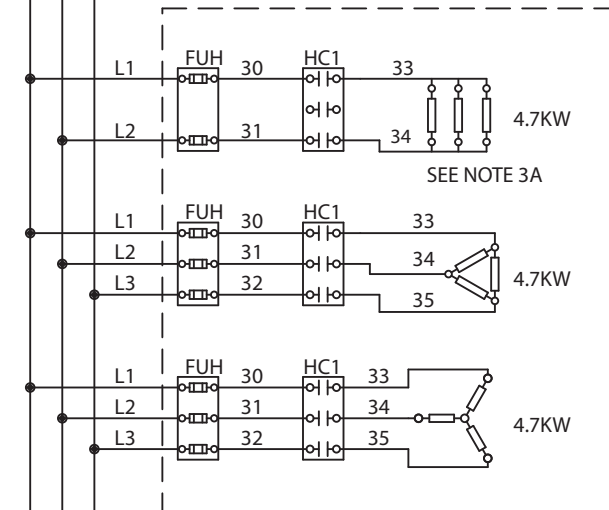 FUH HC1
L1 30 33
4.7KW
L2 31 34
SEE NOTE 3A
FUH HC1
L1 30 33
L2 31 34
4.7KW
L3 32 35
FUH HC1
L1 30 33
L2 31 34
4.7KW
L3 32 35